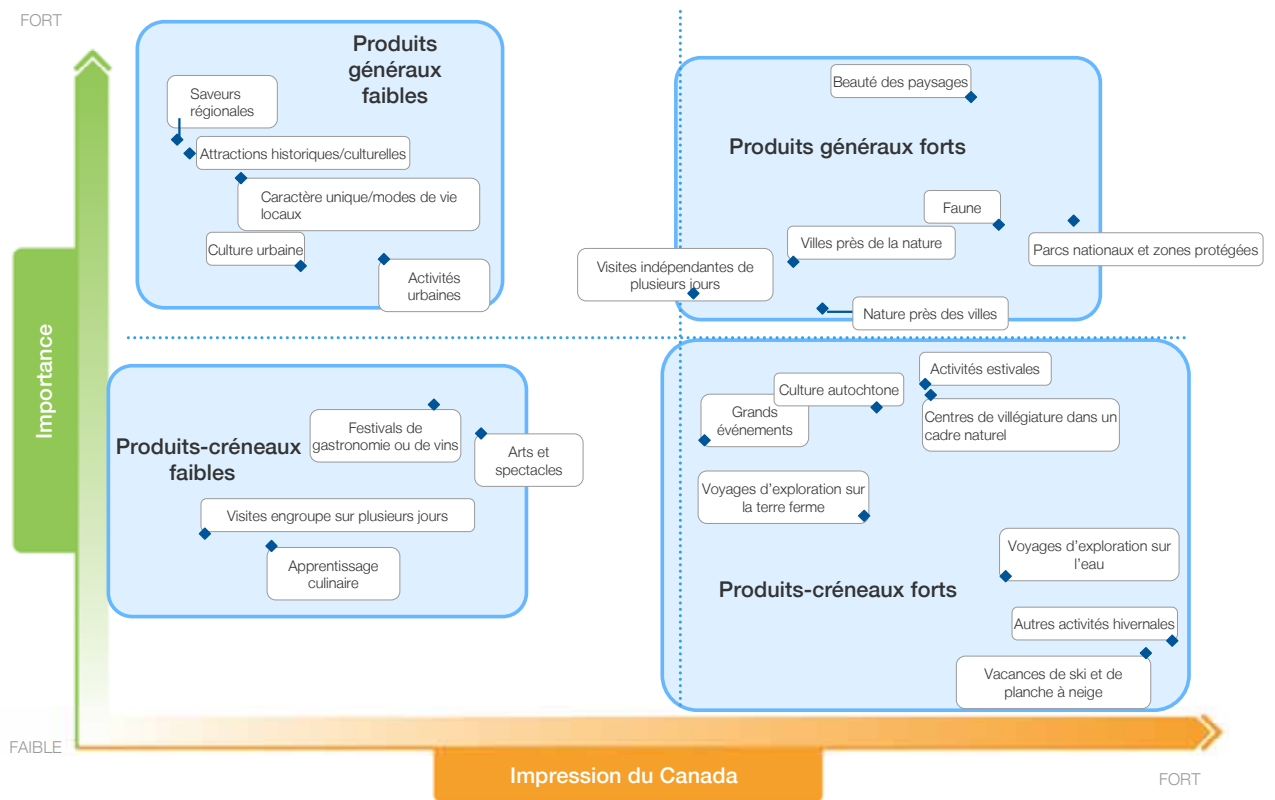 FORT
Produits
généraux
faibles
Saveurs
régionales
Attractions historiques/culturelles
Caractère unique/modes de vie
locaux
Culture urbaine
Activités
urbaines
Beauté des paysages
Produits généraux forts
Faune
Villes près de la nature
Parcs nationaux et zones protégées
Visites indépendantes de
plusieurs jours
Nature près des villes
Importance
Festivals de
gastronomie ou de vins
Produits-créneaux
faibles
Arts et
spectacles
Visites engroupe sur plusieurs jours
Apprentissage
culinaire
Activités estivales
Culture autochtone
Grands
événements
Centres de villégiature dans un
cadre naturel
Voyages d'exploration sur
la terre ferme
Voyages d'exploration sur
l'eau
Produits-créneaux forts
Autres activités hivernales
Vacances de ski et de
planche à neige
FAIBLE
Impression du Canada
FORT